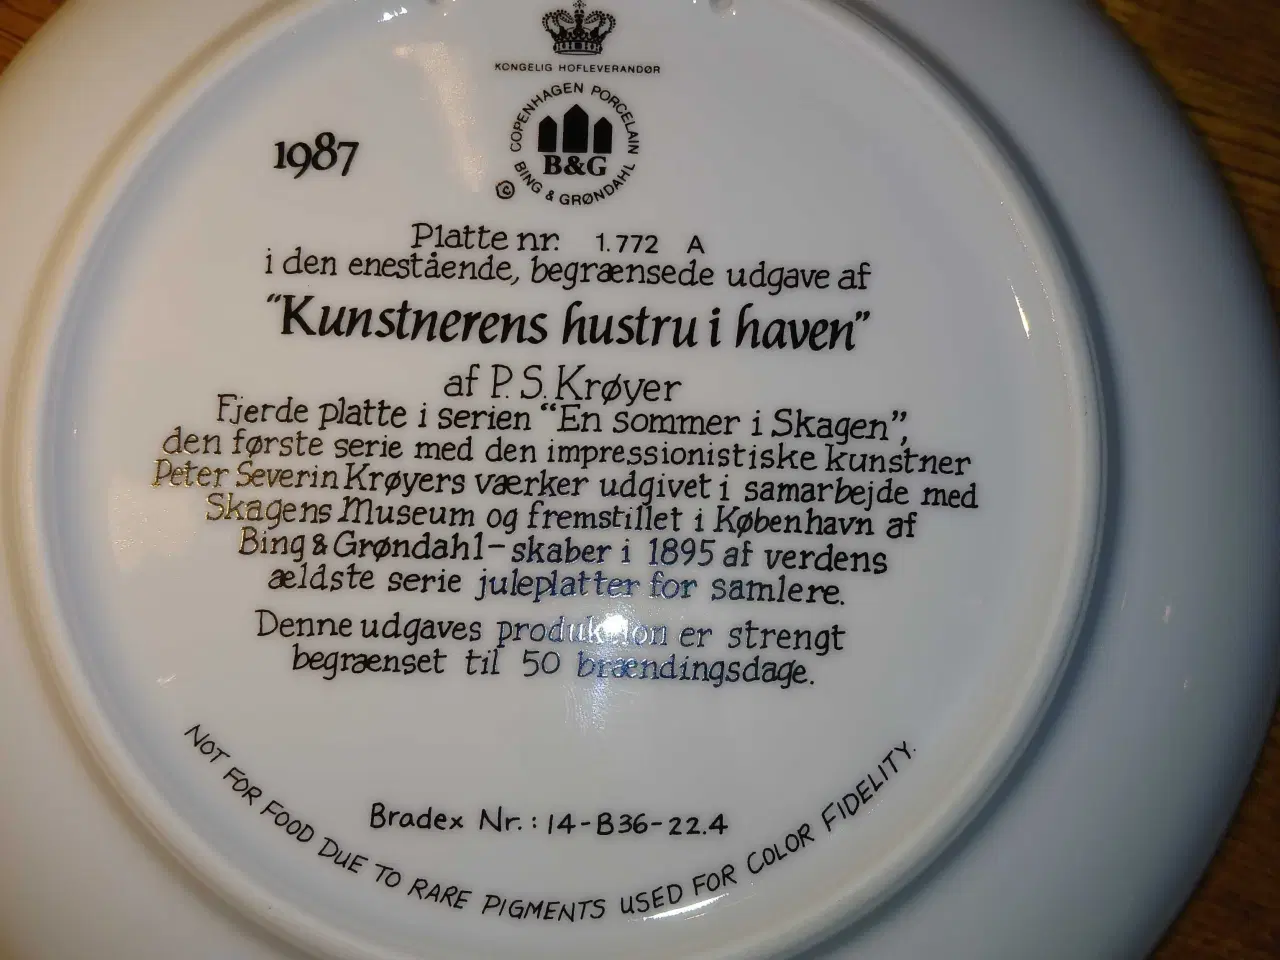 KONGELIG HOFLEVERANDØR
COPENHAGEN PORCELAIN
B&G
© BING & GRØNDAHL
1987
Platte nr. 1.772 A
i den enestående, begrænsede udgave af
"Kunstnerens hustru i haven"
af P. S. Krøyer
Fjerde platte i serien "En sommer i Skagen",
den første serie med den impressionistiske kunstner
Peter Severin Krøyers værker udgivet i samarbejde med
Skagens Museum og fremstillet i København af
Bing & Grøndahl – skaber i 1895 af verdens
ældste serie juleplatter for samlere.
Denne udgaves produktion er strengt
begrænset til 50 brændingsdage.
Bradex Nr.: 14-B36-22.4
NOT FOR FOOD DUE TO RARE PIGMENTS USED FOR COLOR FIDELITY.